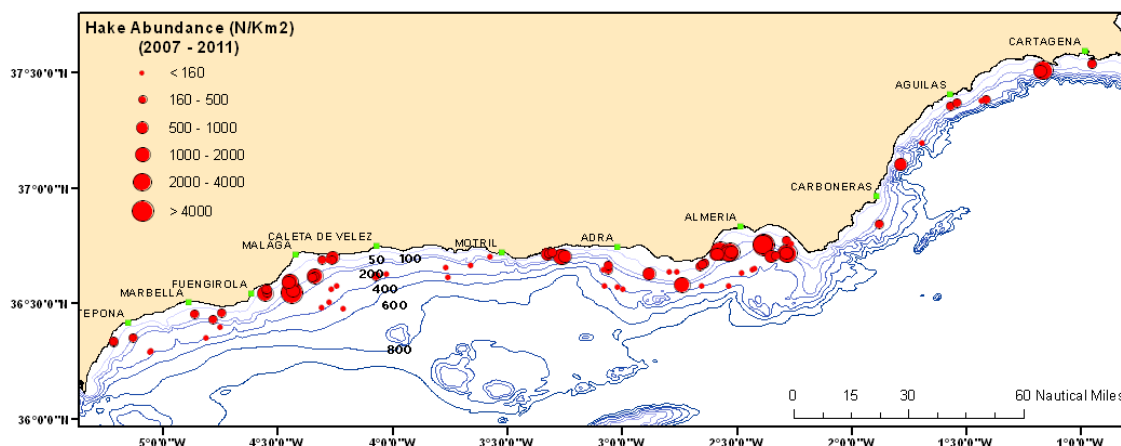 Hake Abundance (N/Km2)
(2007 - 2011)
< 160
160 - 500
500 - 1000
1000 - 2000
2000 - 4000
> 4000
CARTAGENA
AGUILAS
CARBONERAS
ALMERIA
ADRA
MOTRIL
CALETA DE VELEZ
MALAGA
FUENGIROLA
MARBELLA
EPONA
50
100
200
400
600
800
37°30'0"N
37°0'0"N
36°30'0"N
36°0'0"N
0 15 30 60 Nautical Miles
5°0'0"W 4°30'0"W 4°0'0"W 3°30'0"W 3°0'0"W 2°30'0"W 2°0'0"W 1°30'0"W 1°0'0"W